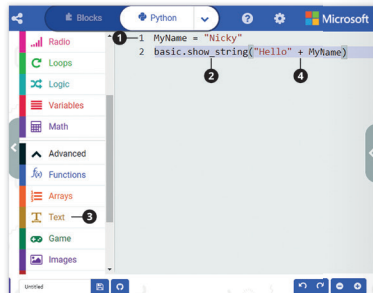 Blocks
Python
Microsoft
Radio
Loops
Logic
Variables
Math
Advanced
Functions
Arrays
Text
Game
Images
1 MyName = "Nicky"
2 basic.show_string("Hello" + MyName)
1
2
3
4
Untitled